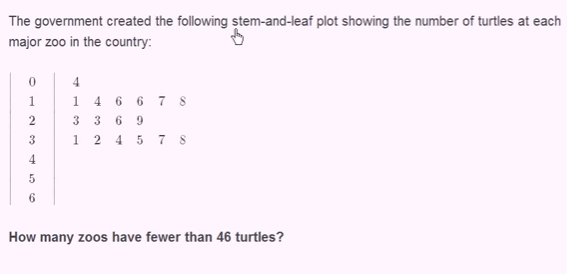 The government created the following stem-and-leaf plot showing the number of turtles at each
major zoo in the country:
0 4
1 1 4 6 6 7 8
2 3 3 6 9
3 1 2 4 5 7 8
4
5
6
How many zoos have fewer than 46 turtles?